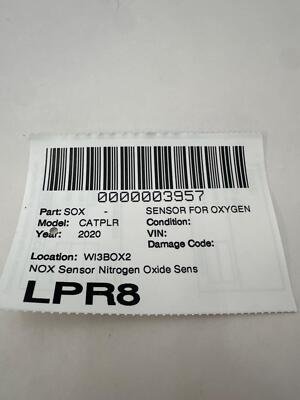 0000003957
Part: SOX - SENSOR FOR OXYGEN
Model: CATPLR Condition:
Year: 2020 VIN:
Damage Code:
Location: WI3BOX2
NOX Sensor Nitrogen Oxide Sens
LPR8